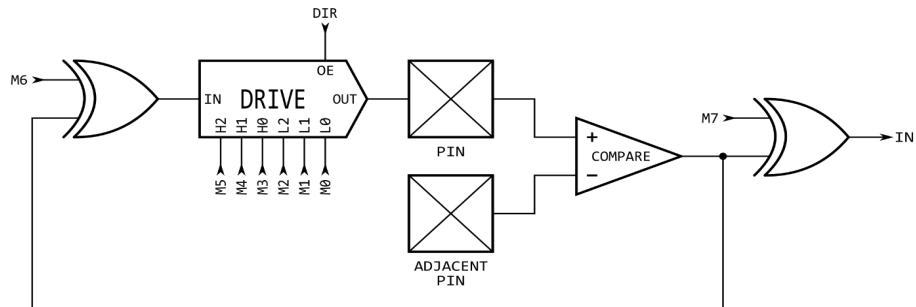 DIR
M6
IN
DRIVE
OE
OUT
H2
H1
H0
L2
L1
L0
M5
M4
M3
M2
M1
M0
PIN
ADJACENT
PIN
+
COMPARE
−
M7
IN